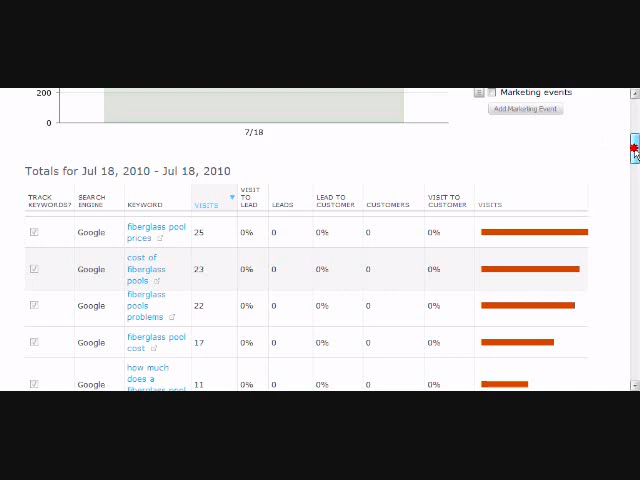 200
Marketing events
Add Marketing Event
0
7/18
Totals for Jul 18, 2010 - Jul 18, 2010
TRACK KEYWORDS? SEARCH ENGINE KEYWORD VISITS VISIT TO LEAD LEADS LEAD TO CUSTOMER CUSTOMERS VISIT TO CUSTOMER VISITS
Google fiberglass pool prices 25 0% 0 0% 0 0%
Google cost of fiberglass pools 23 0% 0 0% 0 0%
Google fiberglass pools problems 22 0% 0 0% 0 0%
Google fiberglass pool cost 17 0% 0 0% 0 0%
Google how much does a fiberglass pool 11 0% 0 0% 0 0%